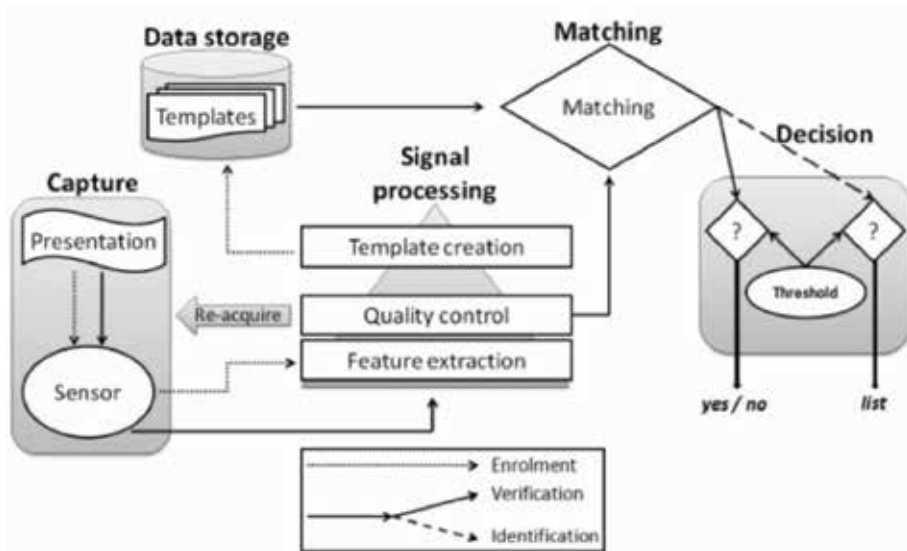 Data storage
Templates
Matching
Matching
Decision
Signal
processing
Capture
Presentation
Template creation
?
?
Threshold
Re-acquire
Quality control
Feature extraction
Sensor
yes / no
list
Enrolment
Verification
Identification